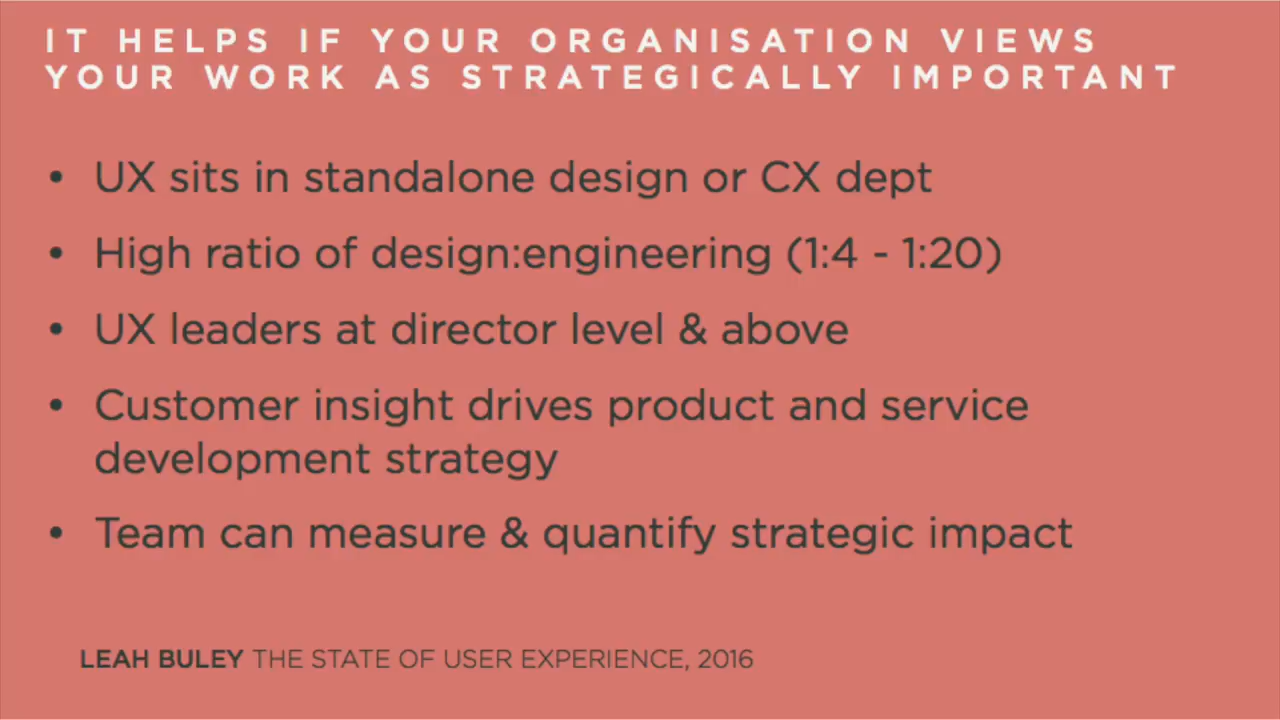 IT HELPS IF YOUR ORGANISATION VIEWS
YOUR WORK AS STRATEGICALLY IMPORTANT
• UX sits in standalone design or CX dept
• High ratio of design:engineering (1:4 - 1:20)
• UX leaders at director level & above
• Customer insight drives product and service
development strategy
• Team can measure & quantify strategic impact
LEAH BULEY THE STATE OF USER EXPERIENCE, 2016